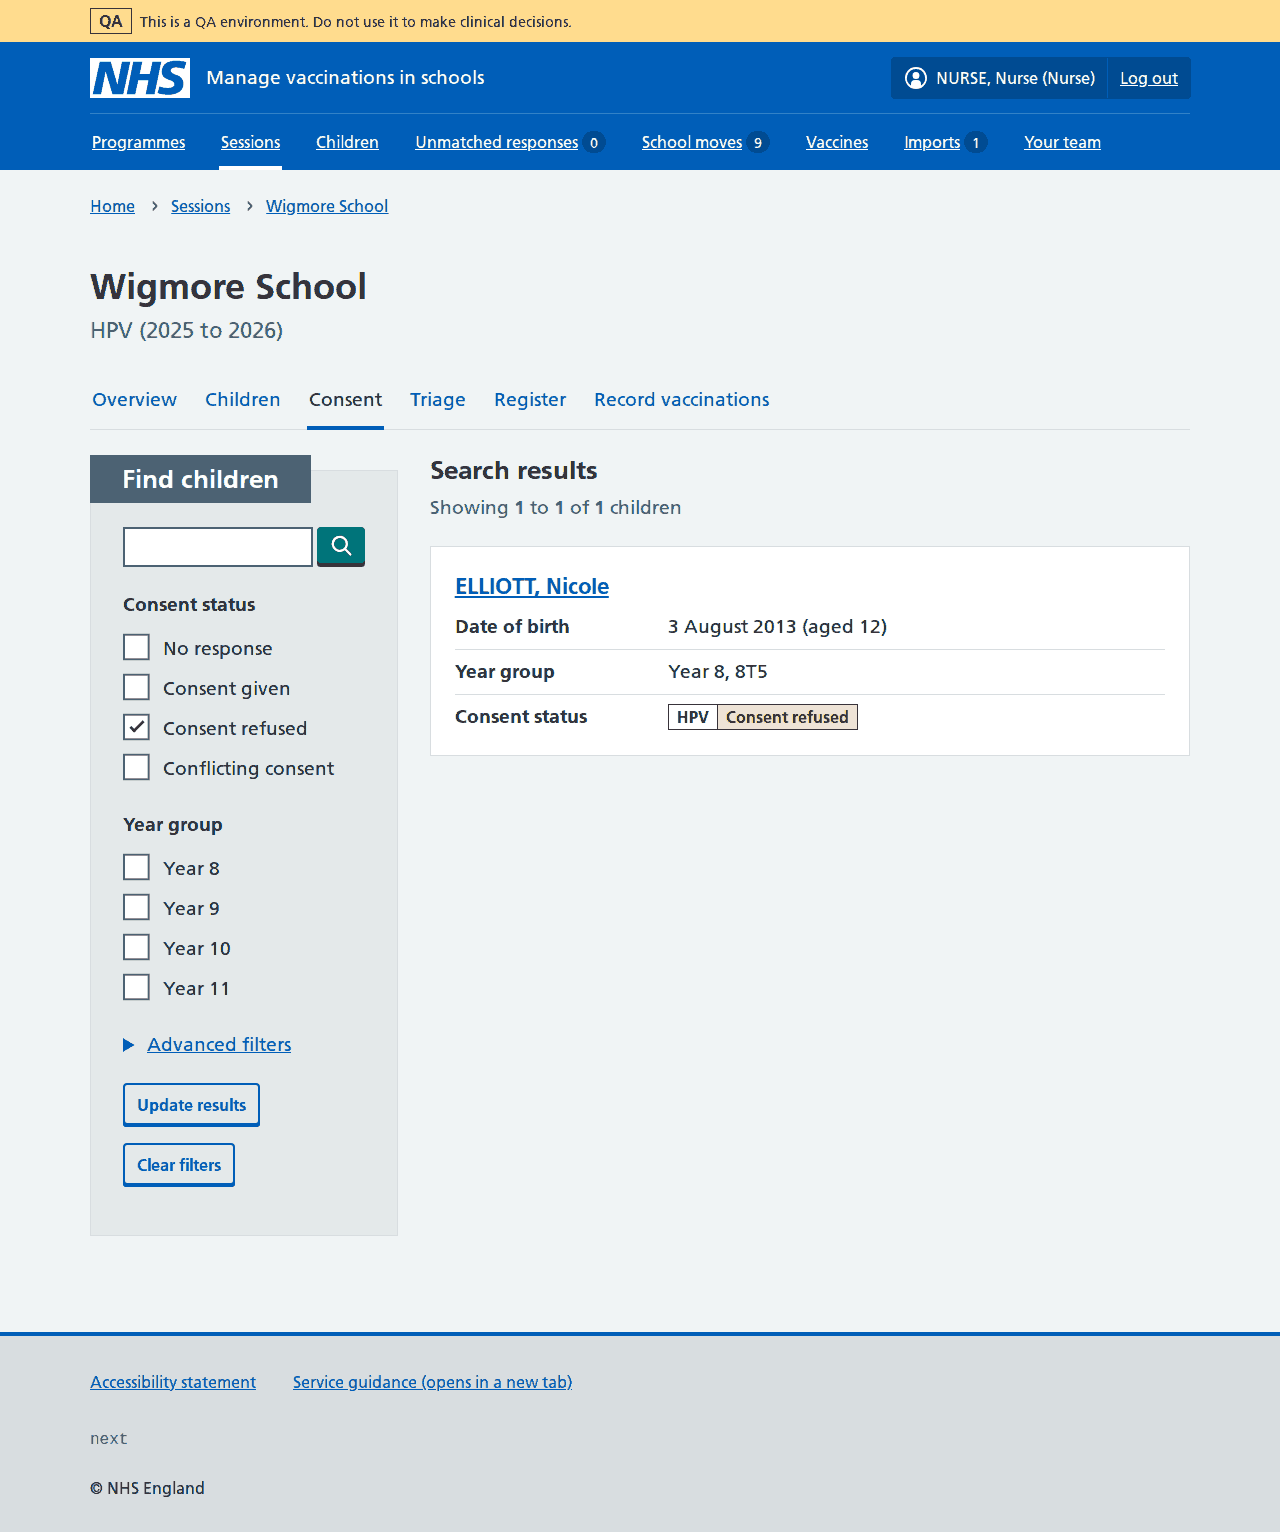 QA This is a QA environment. Do not use it to make clinical decisions.
NHS Manage vaccinations in schools NURSE, Nurse (Nurse) Log out
Programmes Sessions Children Unmatched responses 0 School moves 9 Vaccines Imports 1 Your team
Home Sessions Wigmore School
Wigmore School
HPV (2025 to 2026)
Overview Children Consent Triage Register Record vaccinations
Find children
Consent status
No response
Consent given
Consent refused
Conflicting consent
Year group
Year 8
Year 9
Year 10
Year 11
Advanced filters
Update results
Clear filters
Search results
Showing 1 to 1 of 1 children
ELLIOTT, Nicole
Date of birth 3 August 2013 (aged 12)
Year group Year 8, 8T5
Consent status HPV Consent refused
Accessibility statement Service guidance (opens in a new tab)
next
© NHS England